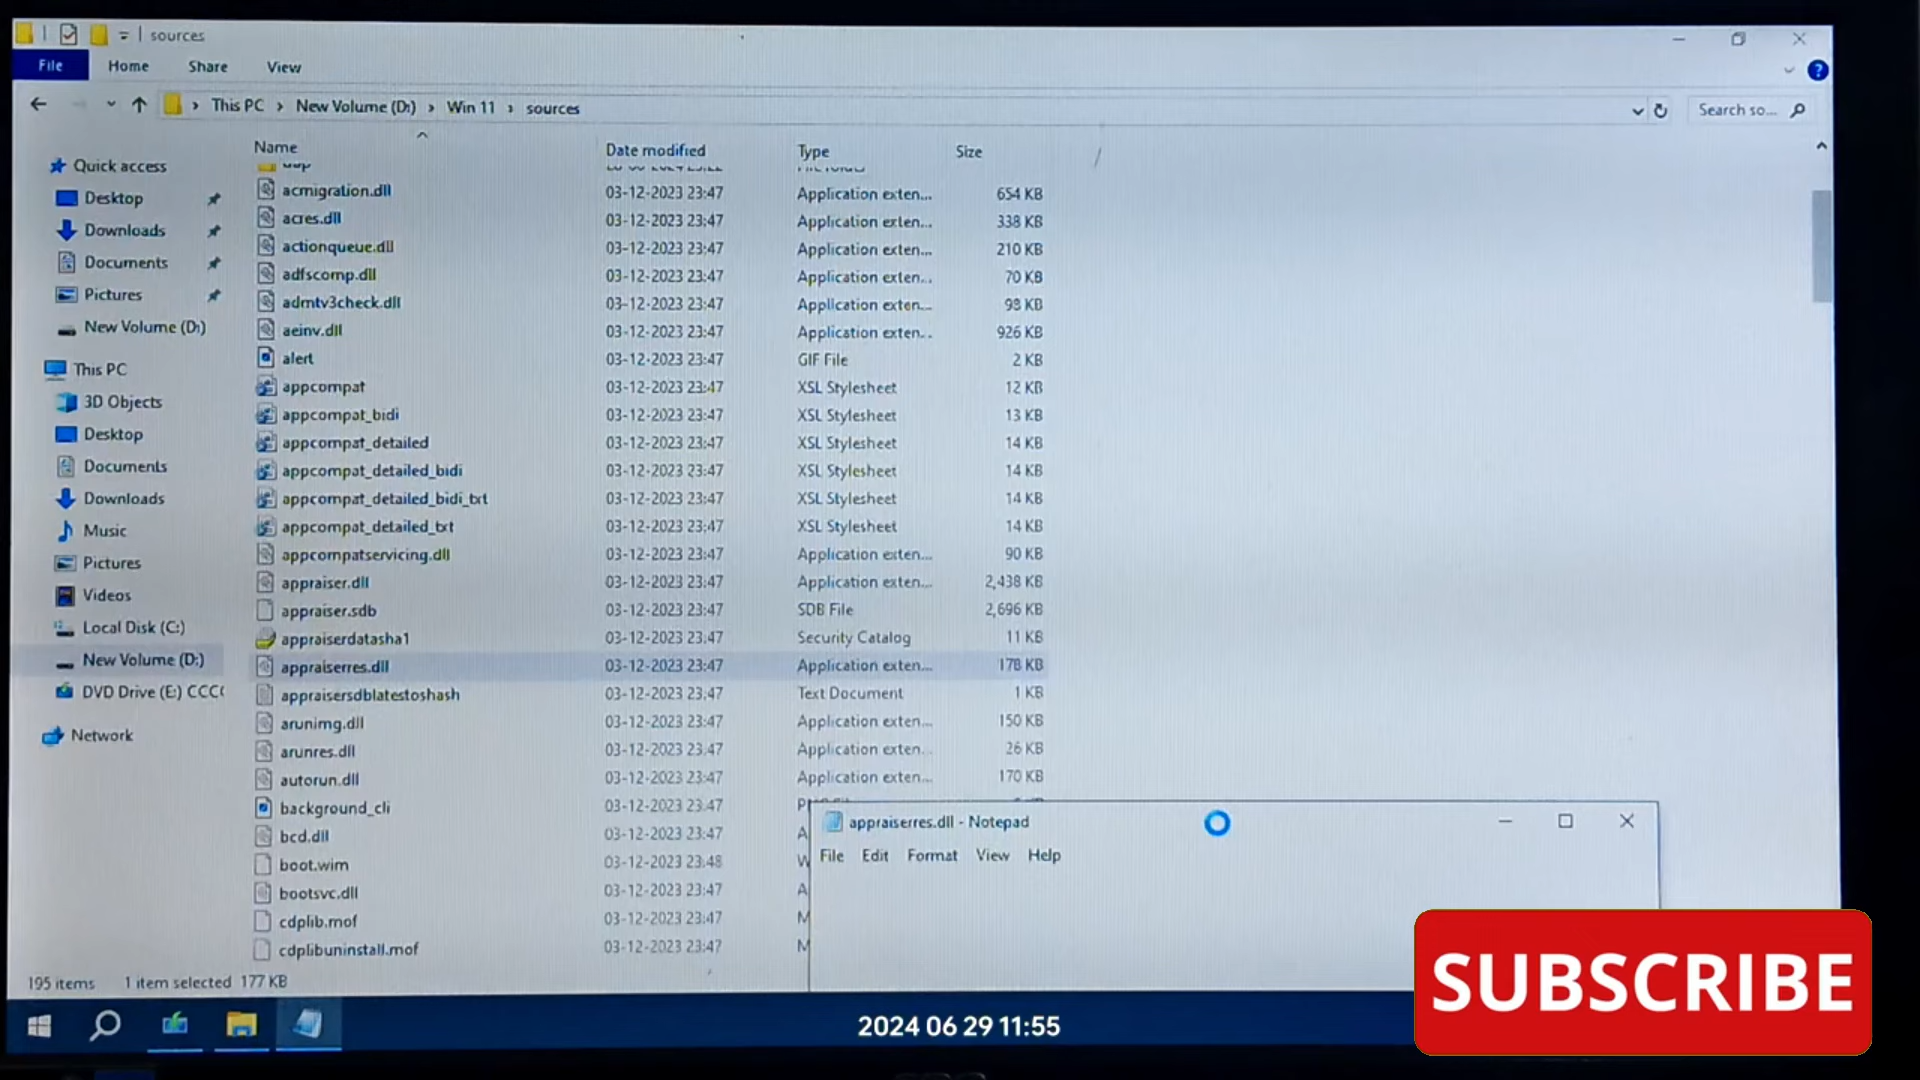 sources
File Home Share View
This PC > New Volume (D:) > Win 11 > sources
Search so...
Name Date modified Type Size
Quick access
Desktop
Downloads
Documents
Pictures
New Volume (D:)
This PC
3D Objects
Desktop
Documents
Downloads
Music
Pictures
Videos
Local Disk (C:)
New Volume (D:)
DVD Drive (E:)
Network
acmigration.dll 03-12-2023 23:47 Application exten... 654 KB
acres.dll 03-12-2023 23:47 Application exten... 338 KB
actionqueue.dll 03-12-2023 23:47 Application exten... 210 KB
adfscomp.dll 03-12-2023 23:47 Application exten... 70 KB
admtv3check.dll 03-12-2023 23:47 Application exten... 93 KB
aeinv.dll 03-12-2023 23:47 Application exten... 926 KB
alert 03-12-2023 23:47 GIF File 2 KB
appcompat 03-12-2023 23:47 XSL Stylesheet 12 KB
appcompat_bidi 03-12-2023 23:47 XSL Stylesheet 13 KB
appcompat_detailed 03-12-2023 23:47 XSL Stylesheet 14 KB
appcompat_detailed_bidi 03-12-2023 23:47 XSL Stylesheet 14 KB
appcompat_detailed_bidi_txt 03-12-2023 23:47 XSL Stylesheet 14 KB
appcompat_detailed_txt 03-12-2023 23:47 XSL Stylesheet 14 KB
appcompatservicing.dll 03-12-2023 23:47 Application exten... 90 KB
appraiser.dll 03-12-2023 23:47 Application exten... 2,438 KB
appraiser.sdb 03-12-2023 23:47 SDB File 2,696 KB
appraiserdatasha1 03-12-2023 23:47 Security Catalog 11 KB
appraiserres.dll 03-12-2023 23:47 Application exten... 178 KB
appraisersdblatestoshash 03-12-2023 23:47 Text Document 1 KB
arunimg.dll 03-12-2023 23:47 Application exten... 150 KB
arunres.dll 03-12-2023 23:47 Application exten... 26 KB
autorun.dll 03-12-2023 23:47 Application exten... 170 KB
background_cli 03-12-2023 23:47
bcd.dll 03-12-2023 23:47
boot.wim 03-12-2023 23:48
bootsvc.dll 03-12-2023 23:47
cdplib.mof 03-12-2023 23:47
cdplibuninstall.mof 03-12-2023 23:47
appraiserres.dll - Notepad
File Edit Format View Help
195 items 1 item selected 177 KB
2024 06 29 11:55
SUBSCRIBE